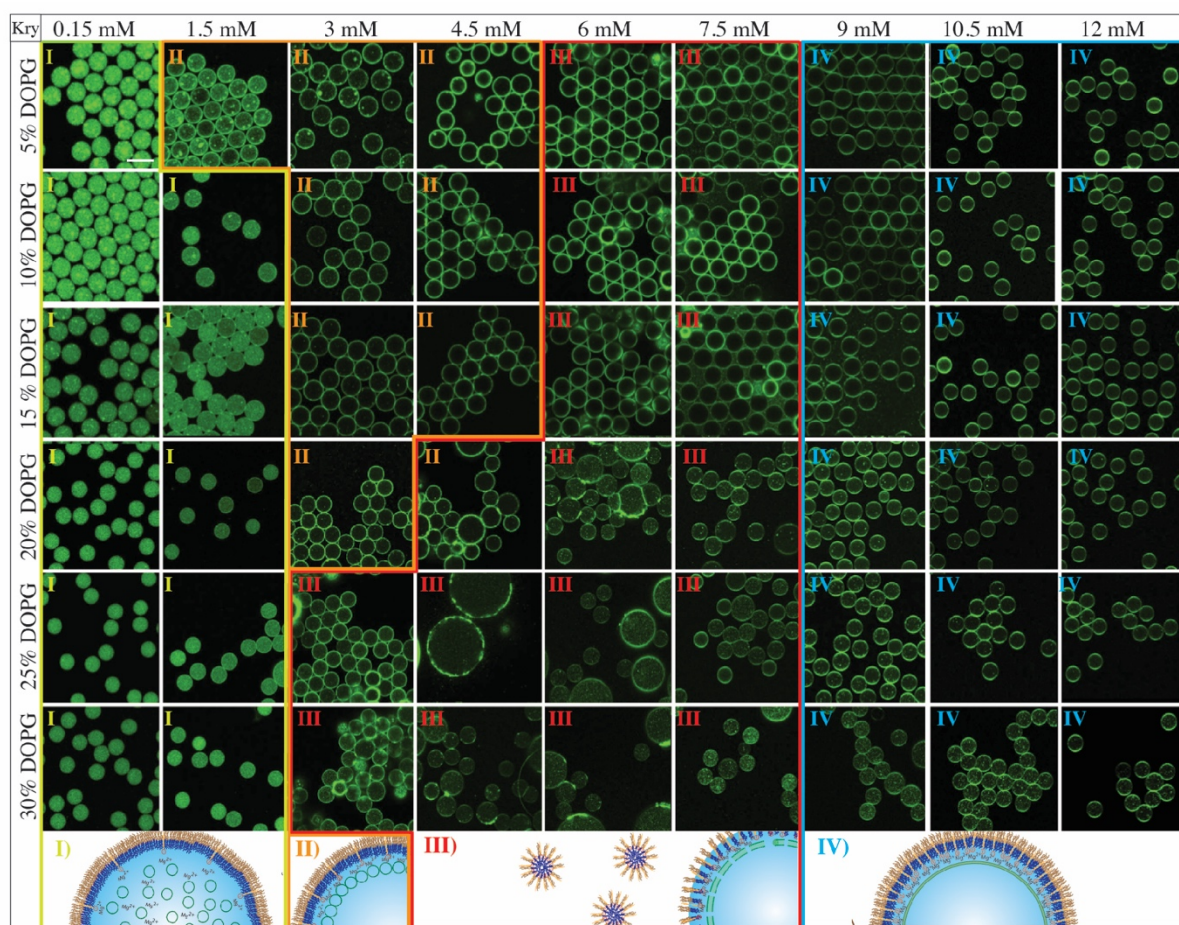 Kry 0.15 mM 1.5 mM 3 mM 4.5 mM 6 mM 7.5 mM 9 mM 10.5 mM 12 mM
5% DOPG I II II II III III IV IV IV
10% DOPG I I II II III III IV IV IV
15 % DOPG I I II II III III IV IV IV
20% DOPG I I II II III III IV IV IV
25% DOPG I I III III III III IV IV IV
30% DOPG I I III III III III IV IV IV
I) II) III) IV)